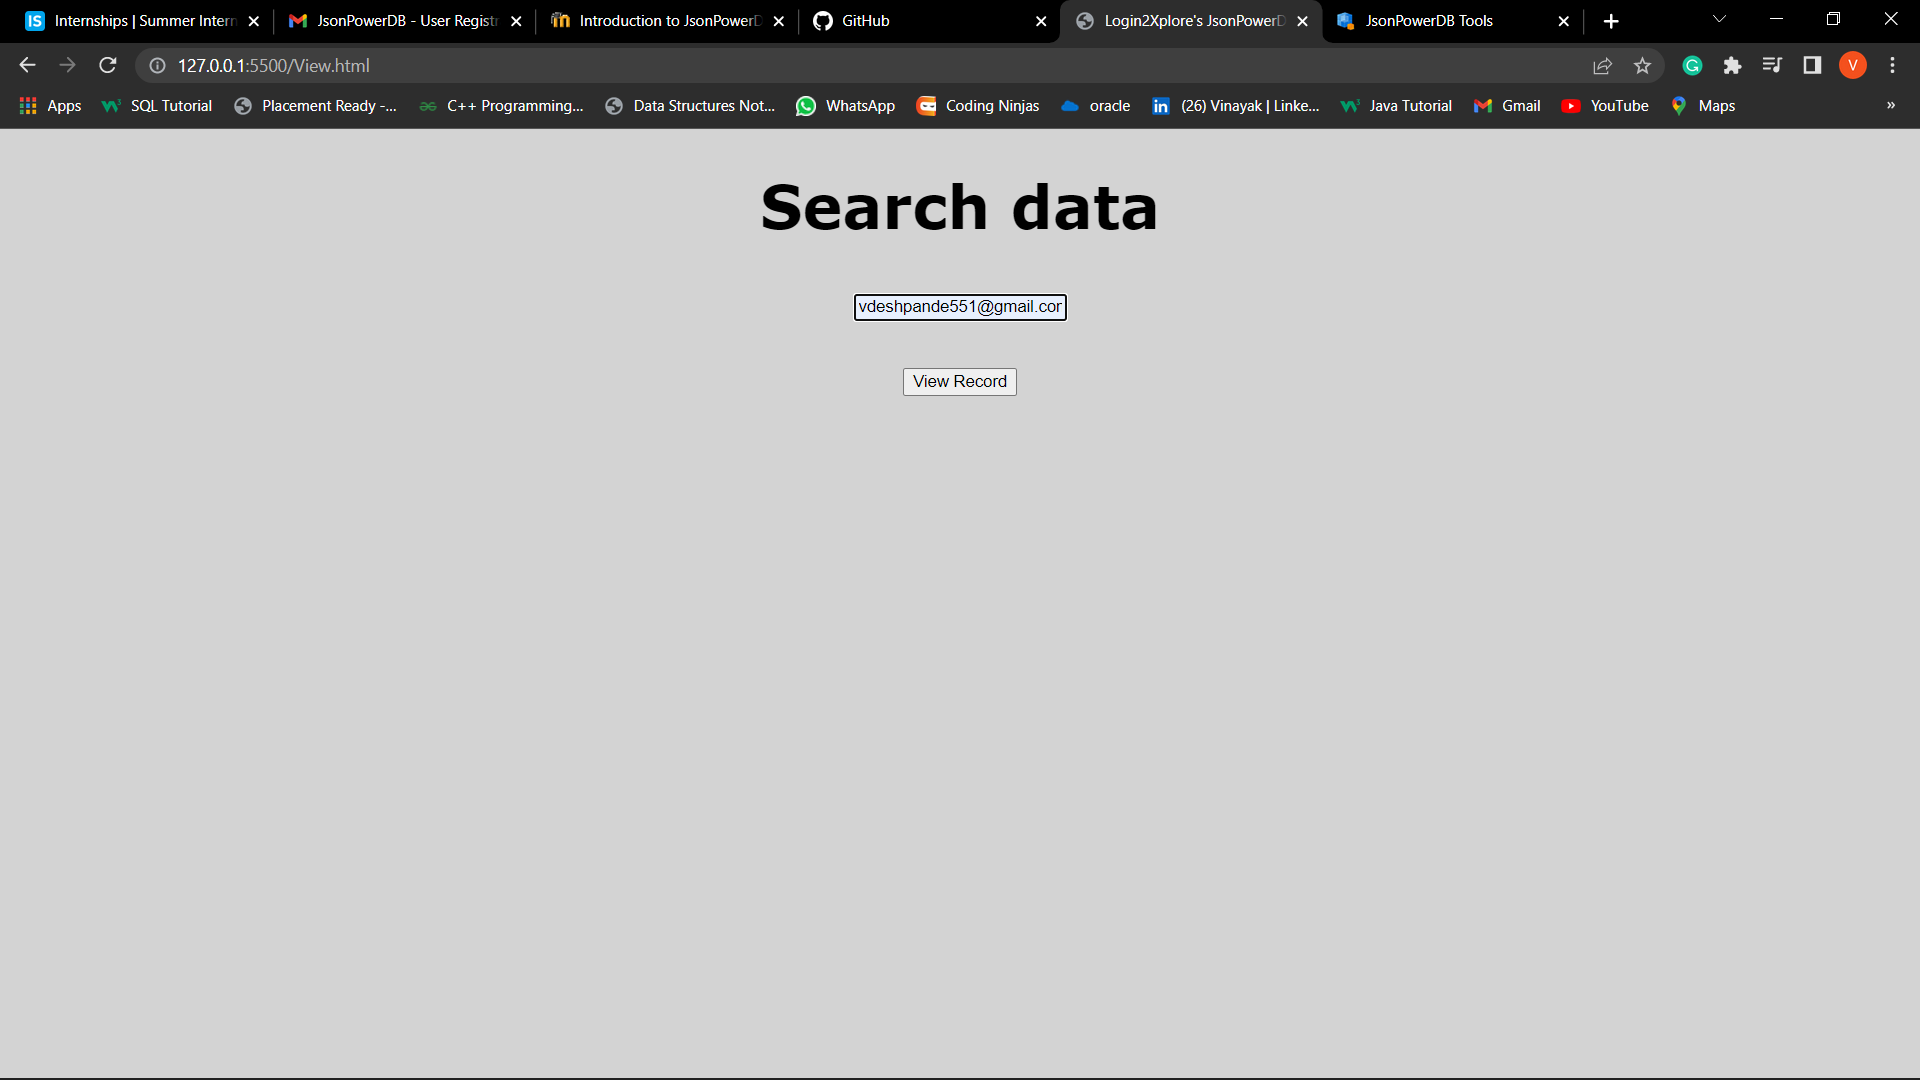 Internships | Summer Intern
JsonPowerDB - User Registr
Introduction to JsonPowerD
GitHub
Login2Xplore's JsonPowerD
JsonPowerDB Tools
127.0.0.1:5500/View.html
V
Apps
SQL Tutorial
Placement Ready -...
C++ Programming...
Data Structures Not...
WhatsApp
Coding Ninjas
oracle
(26) Vinayak | Linke...
Java Tutorial
Gmail
YouTube
Maps
»
Search data
vdeshpande551@gmail.cor
View Record